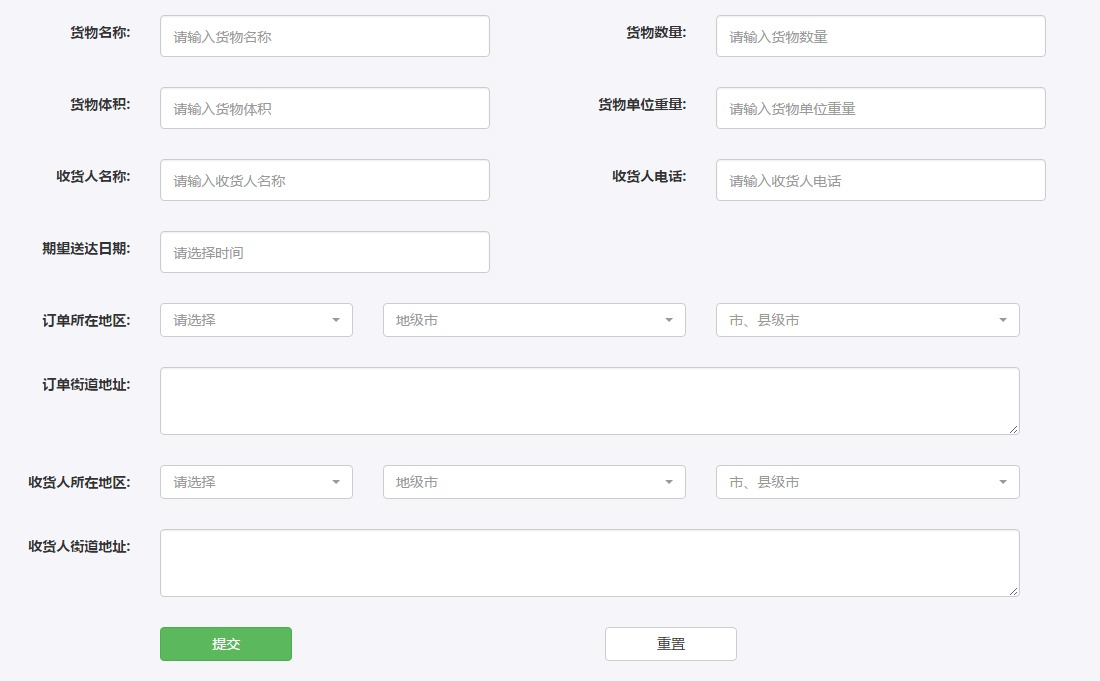 货物名称: 请输入货物名称 货物数量: 请输入货物数量
货物体积: 请输入货物体积 货物单位重量: 请输入货物单位重量
收货人名称: 请输入收货人名称 收货人电话: 请输入收货人电话
期望送达日期: 请选择时间
订单所在地区: 请选择 地级市 市、县级市
订单街道地址:
收货人所在地区: 请选择 地级市 市、县级市
收货人街道地址:
提交 重置